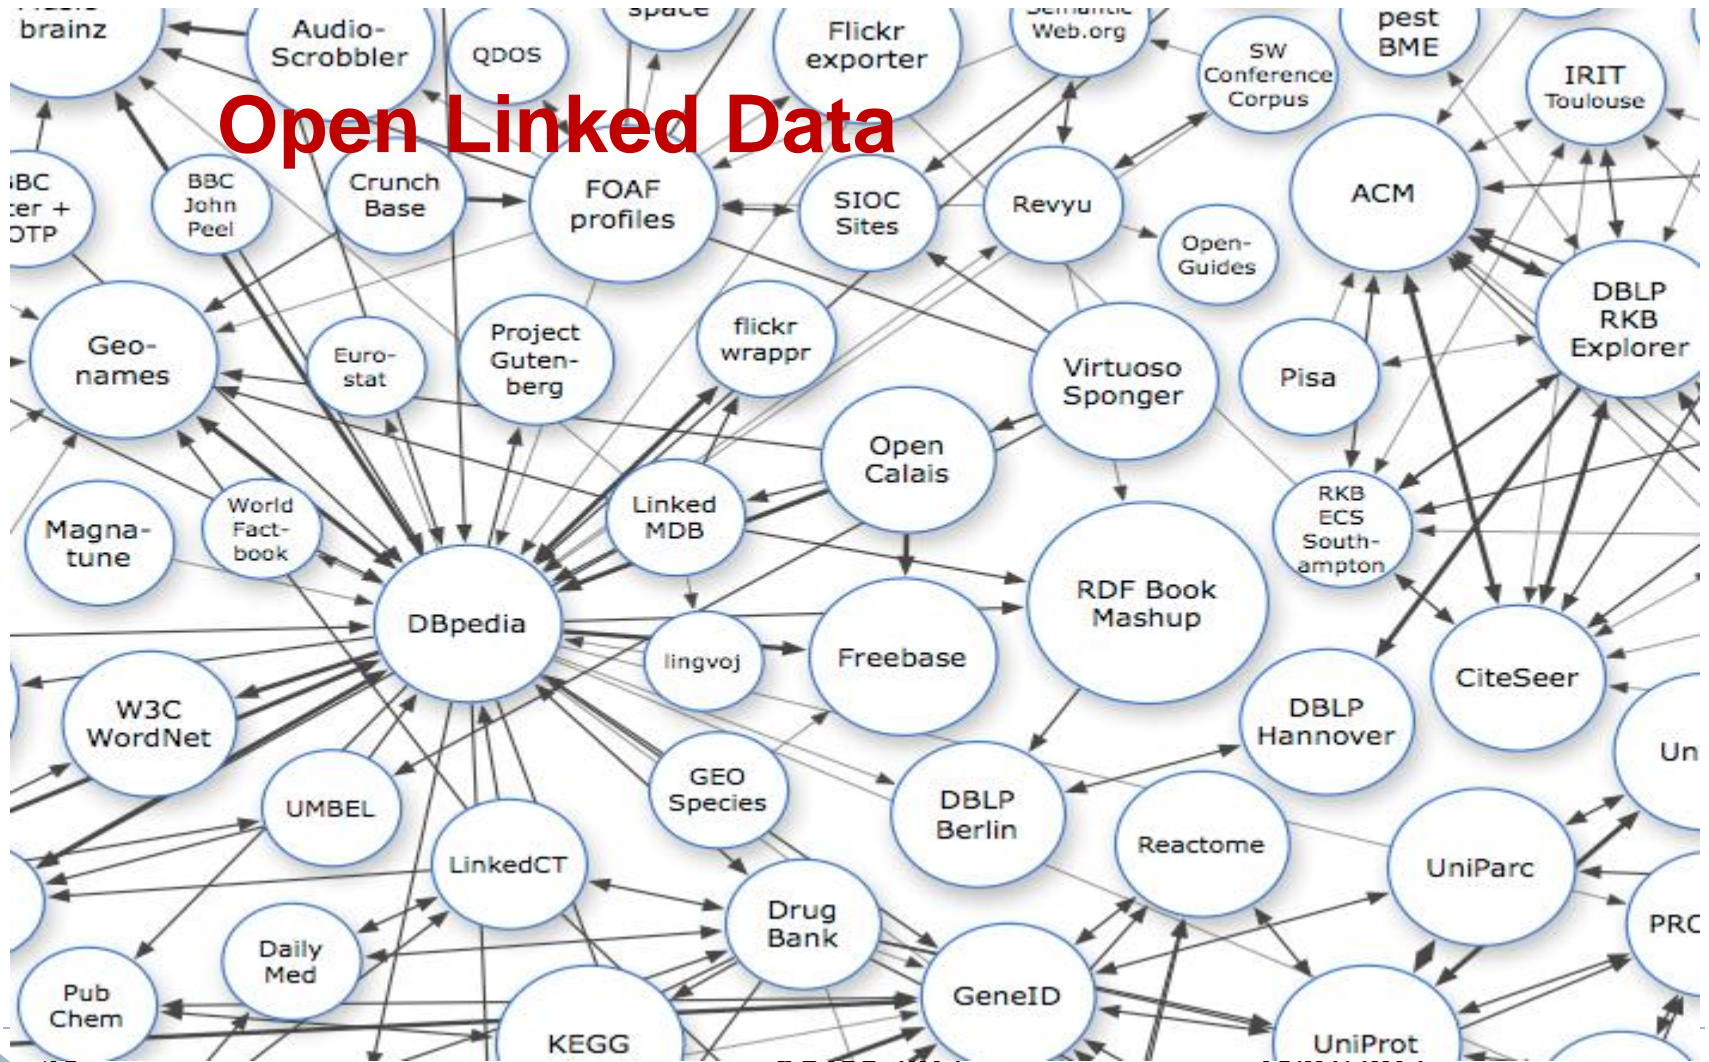 brainz
Audio-
Scrobbler
QDOS
space
Flickr
exporter
Semantic
Web.org
SW
Conference
Corpus
pest
BME
IRIT
Toulouse
Open Linked Data
BBC
John
Peel
Crunch
Base
FOAF
profiles
SIOC
Sites
Revyu
Open-
Guides
ACM
DBLP
RKB
Explorer
Geo-
names
Euro-
stat
Project
Guten-
berg
flickr
wrappr
Virtuoso
Sponger
Pisa
Open
Calais
Magna-
tune
World
Fact-
book
Linked
MDB
RKB
ECS
South-
ampton
DBpedia
lingvoj
Freebase
RDF Book
Mashup
CiteSeer
W3C
WordNet
DBLP
Hannover
UMBEL
GEO
Species
DBLP
Berlin
Reactome
UniParc
LinkedCT
Drug
Bank
Daily
Med
Pub
Chem
KEGG
GeneID
UniProt